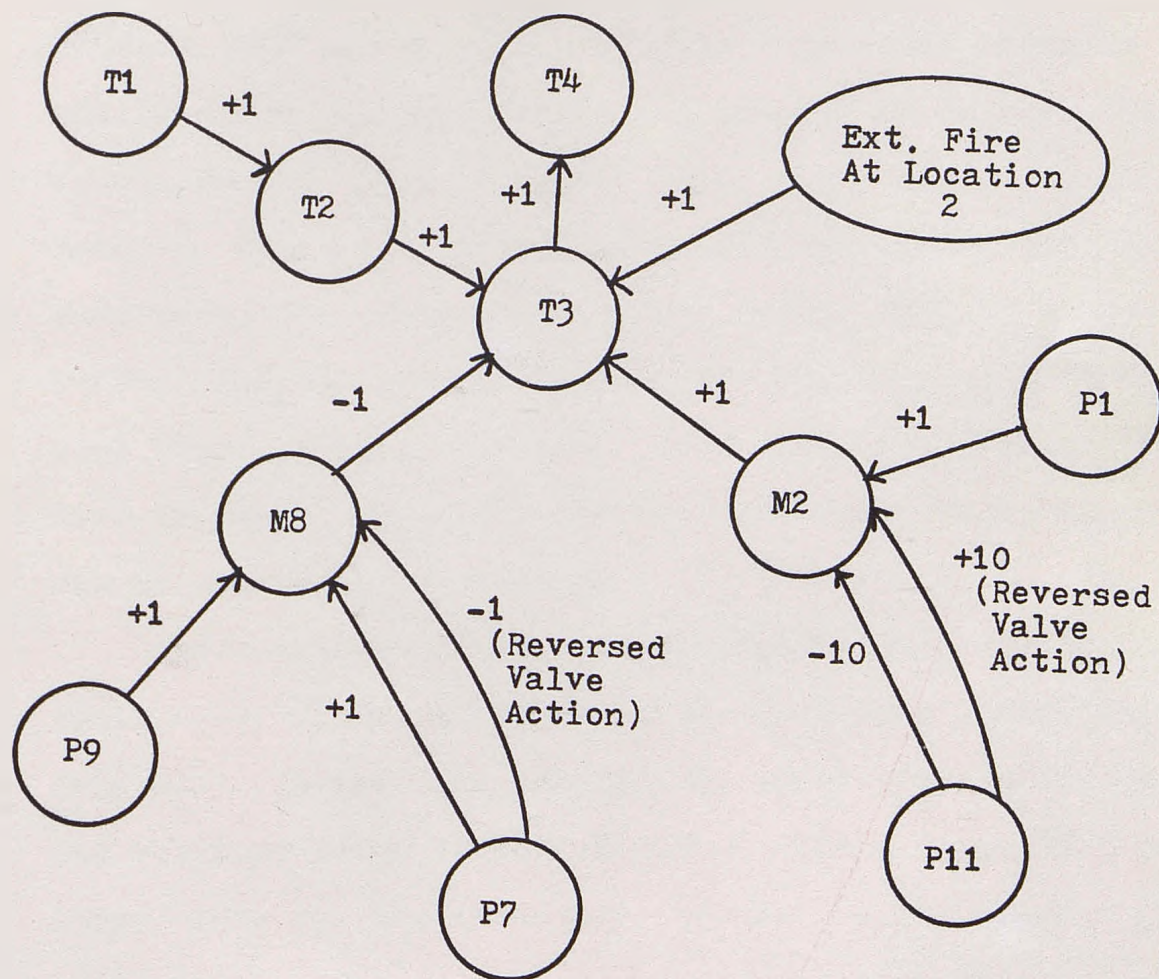 T1
T4
+1
Ext. Fire
At Location
2
T2
+1
+1
+1
T3
-1
+1
P1
+1
M8
M2
+10
(Reversed
Valve
Action)
+1
-1
(Reversed
Valve
Action)
-10
+1
P9
P11
P7